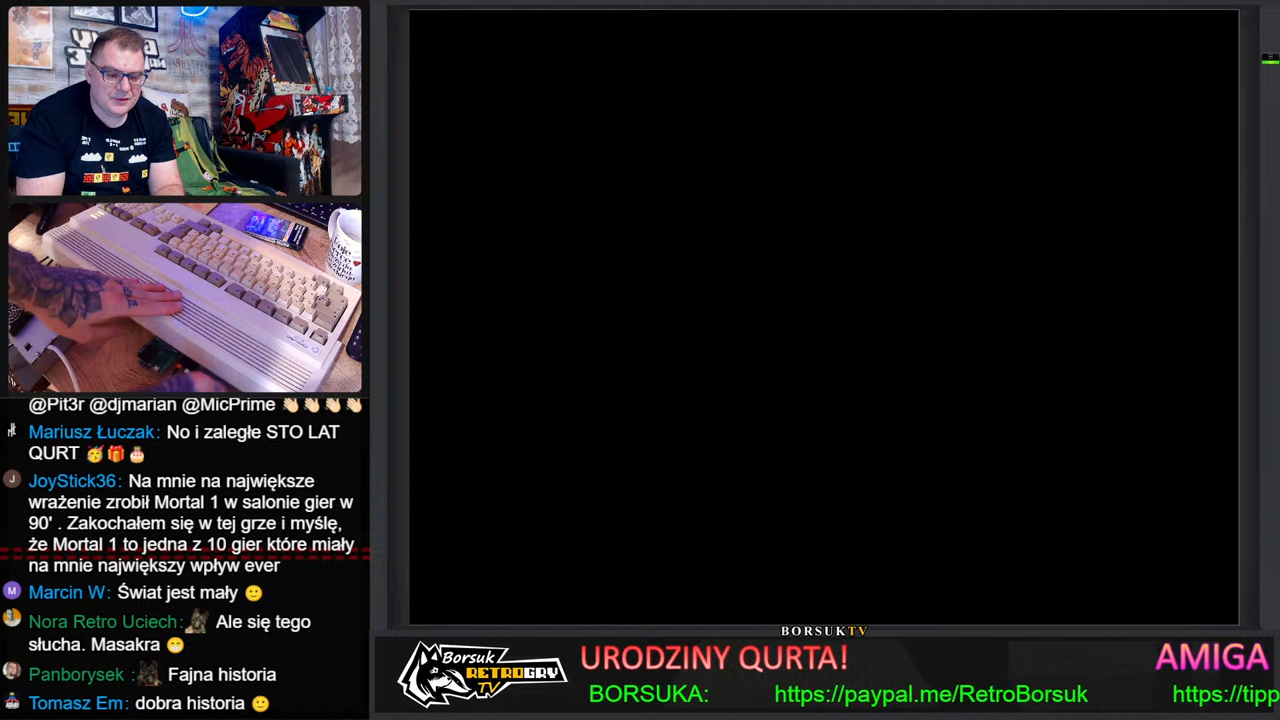 @Pit3r @djmarian @MicPrime 👏🏻👏🏻👏🏻👏🏻
Mariusz Łuczak: No i zaległe STO LAT
QURT 🥳🎁🎂
JoyStick36: Na mnie na największe
wrażenie zrobił Mortal 1 w salonie gier w
90' . Zakochałem się w tej grze i myślę,
że Mortal 1 to jedna z 10 gier które miały
na mnie największy wpływ ever
Marcin W: Świat jest mały 🙂
Nora Retro Uciech: Ale się tego
słucha. Masakra 😁
Panborysek : Fajna historia
Tomasz Em: dobra historia 🙂
BORSUKTV
Borsuk
RETROGRY
TV
URODZINY QURTA!
AMIGA
BORSUKA:
https://paypal.me/RetroBorsuk
https://tipp